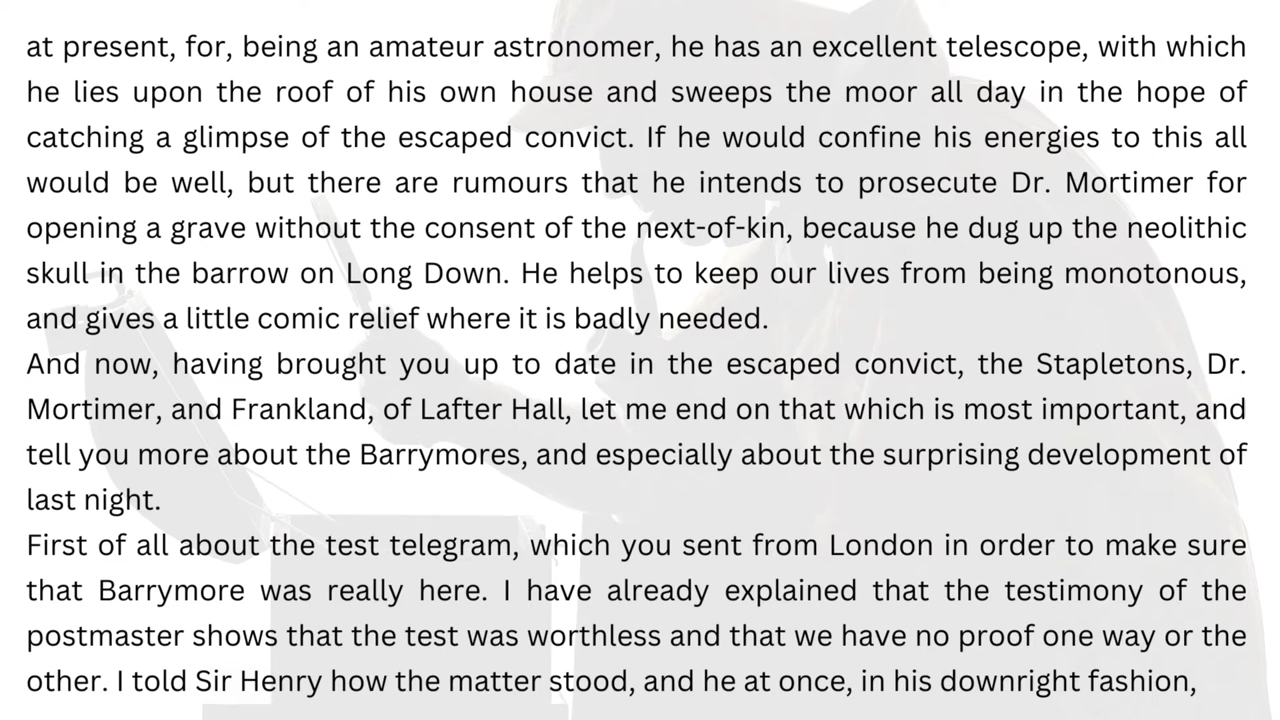 at present, for, being an amateur astronomer, he has an excellent telescope, with which
he lies upon the roof of his own house and sweeps the moor all day in the hope of
catching a glimpse of the escaped convict. If he would confine his energies to this all
would be well, but there are rumours that he intends to prosecute Dr. Mortimer for
opening a grave without the consent of the next-of-kin, because he dug up the neolithic
skull in the barrow on Long Down. He helps to keep our lives from being monotonous,
and gives a little comic relief where it is badly needed.
And now, having brought you up to date in the escaped convict, the Stapletons, Dr.
Mortimer, and Frankland, of Lafter Hall, let me end on that which is most important, and
tell you more about the Barrymores, and especially about the surprising development of
last night.
First of all about the test telegram, which you sent from London in order to make sure
that Barrymore was really here. I have already explained that the testimony of the
postmaster shows that the test was worthless and that we have no proof one way or the
other. I told Sir Henry how the matter stood, and he at once, in his downright fashion,